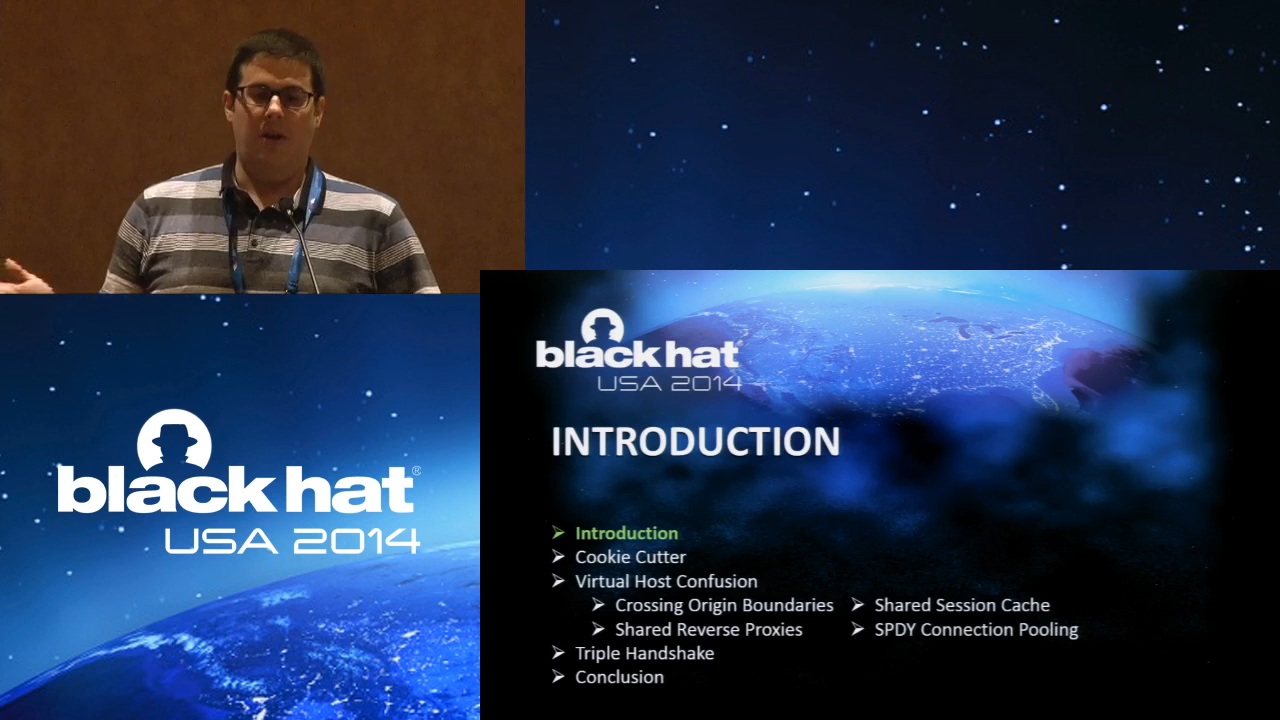 black hat®
USA 2014
black hat
USA 2014
INTRODUCTION
➢ Introduction
➢ Cookie Cutter
➢ Virtual Host Confusion
➢ Crossing Origin Boundaries ➢ Shared Session Cache
➢ Shared Reverse Proxies ➢ SPDY Connection Pooling
➢ Triple Handshake
➢ Conclusion